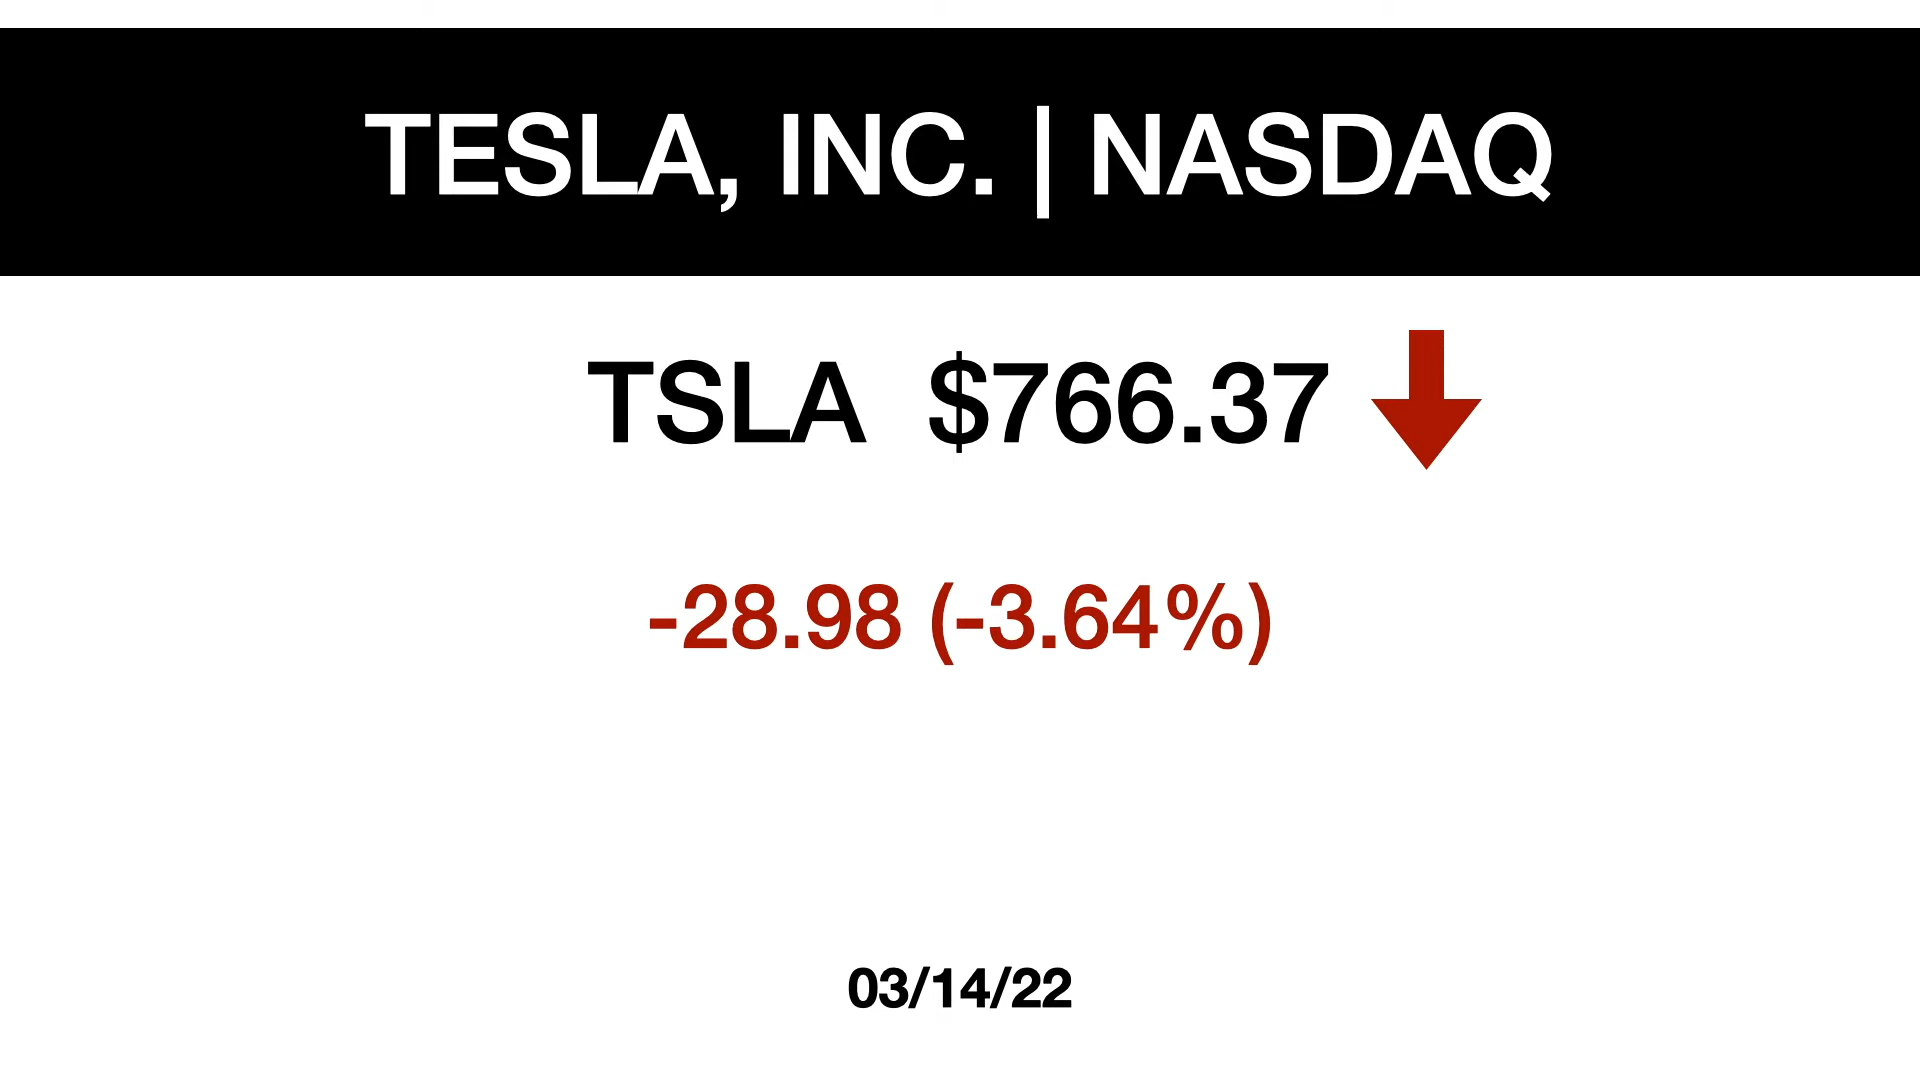 TESLA, INC. | NASDAQ
TSLA $766.37
-28.98 (-3.64%)
03/14/22